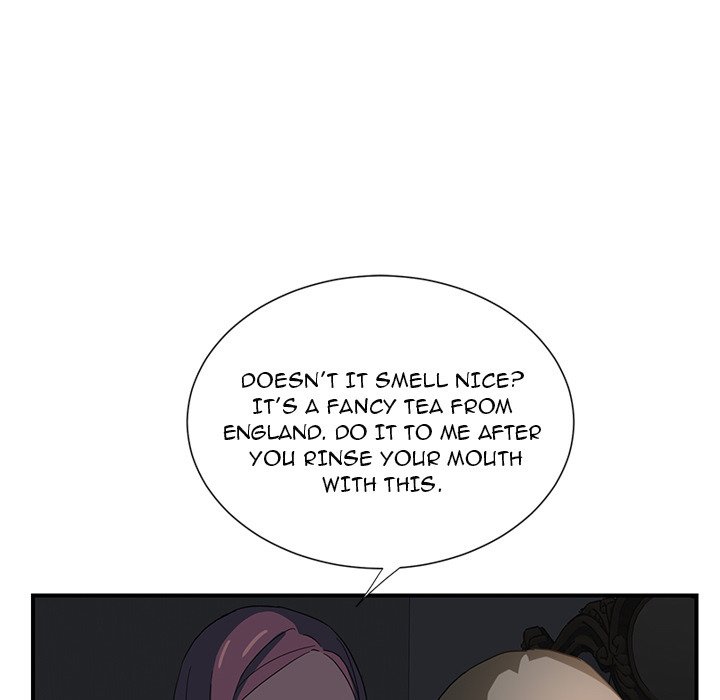 DOESN'T IT SMELL NICE?
IT'S A FANCY TEA FROM
ENGLAND. DO IT TO ME AFTER
YOU RINSE YOUR MOUTH
WITH THIS.